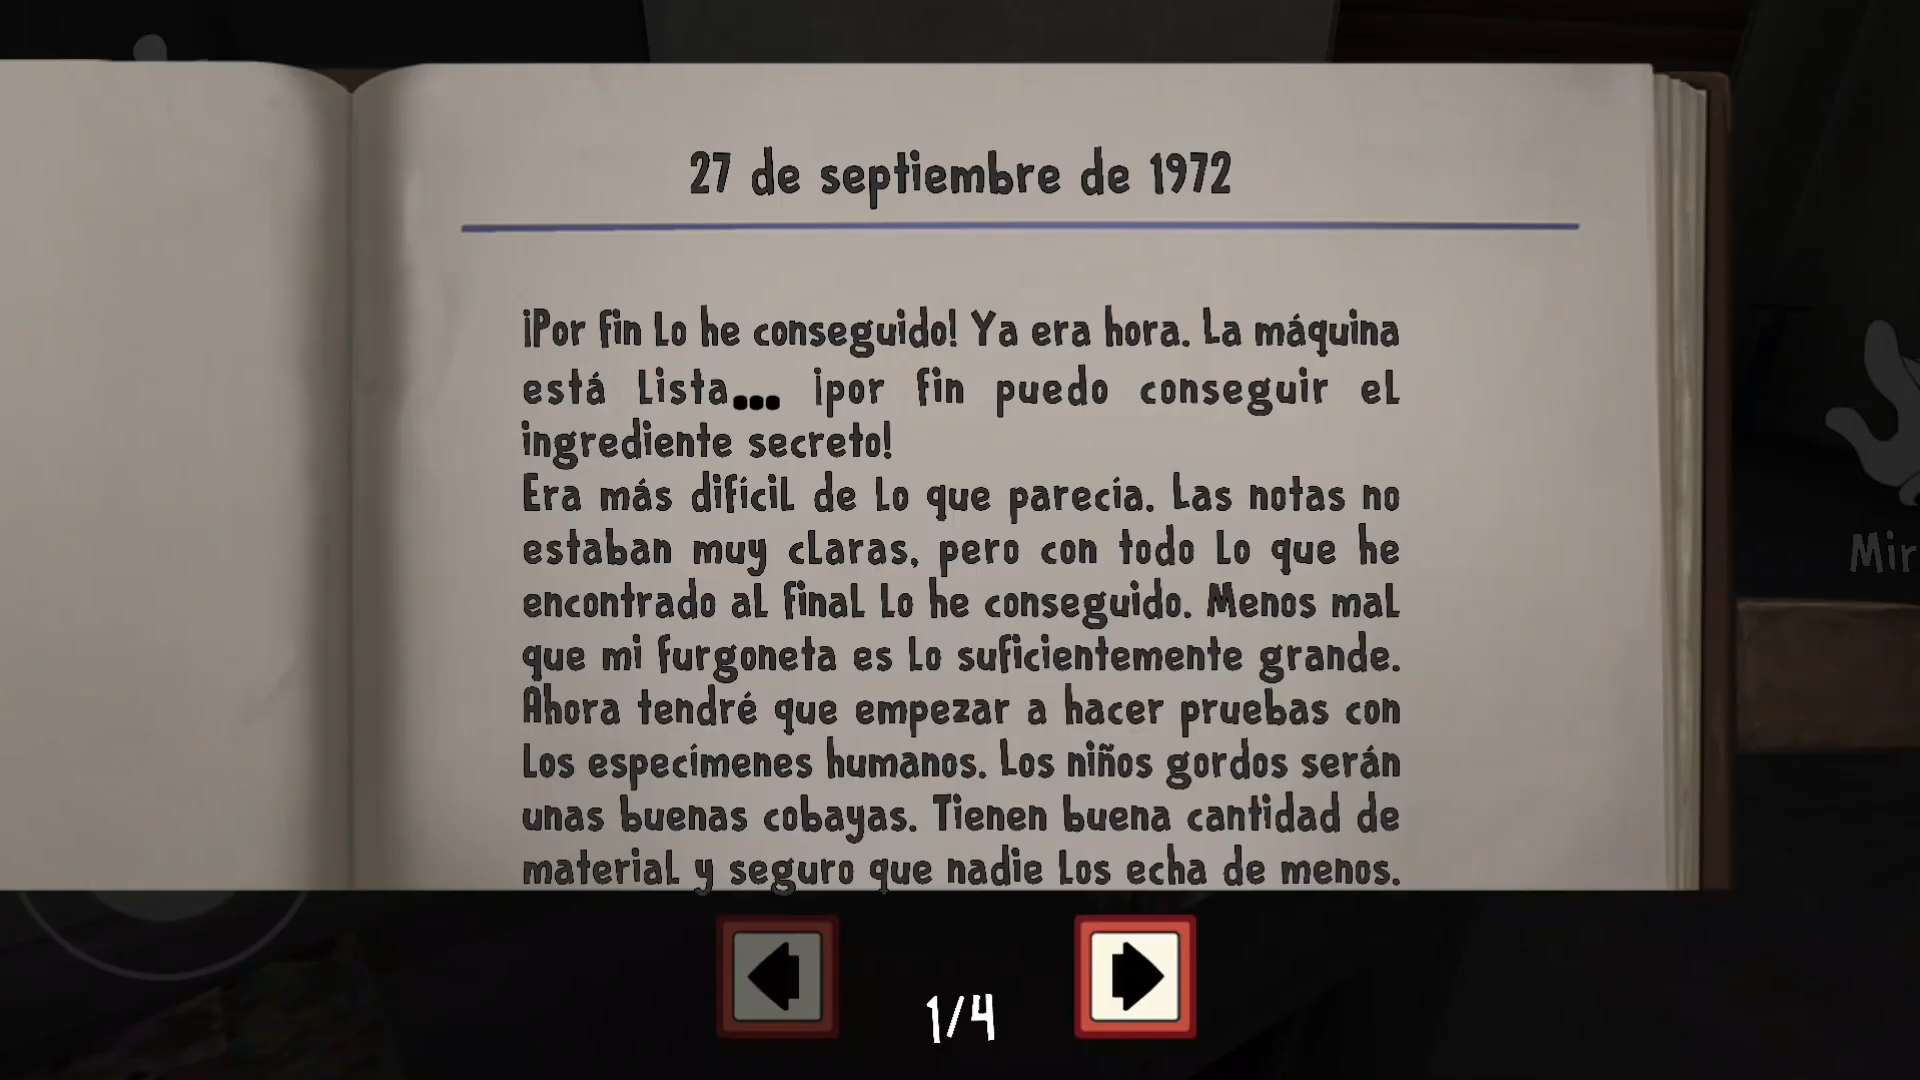 27 de septiembre de 1972
¡Por fin lo he conseguido! Ya era hora. La máquina
está lista... ¡por fin puedo conseguir el
ingrediente secreto!
Era más difícil de lo que parecía. Las notas no
estaban muy claras, pero con todo lo que he
encontrado al final lo he conseguido. Menos mal
que mi furgoneta es lo suficientemente grande.
Ahora tendré que empezar a hacer pruebas con
los especímenes humanos. Los niños gordos serán
unas buenas cobayas. Tienen buena cantidad de
material y seguro que nadie los echa de menos.
Mir
1/4